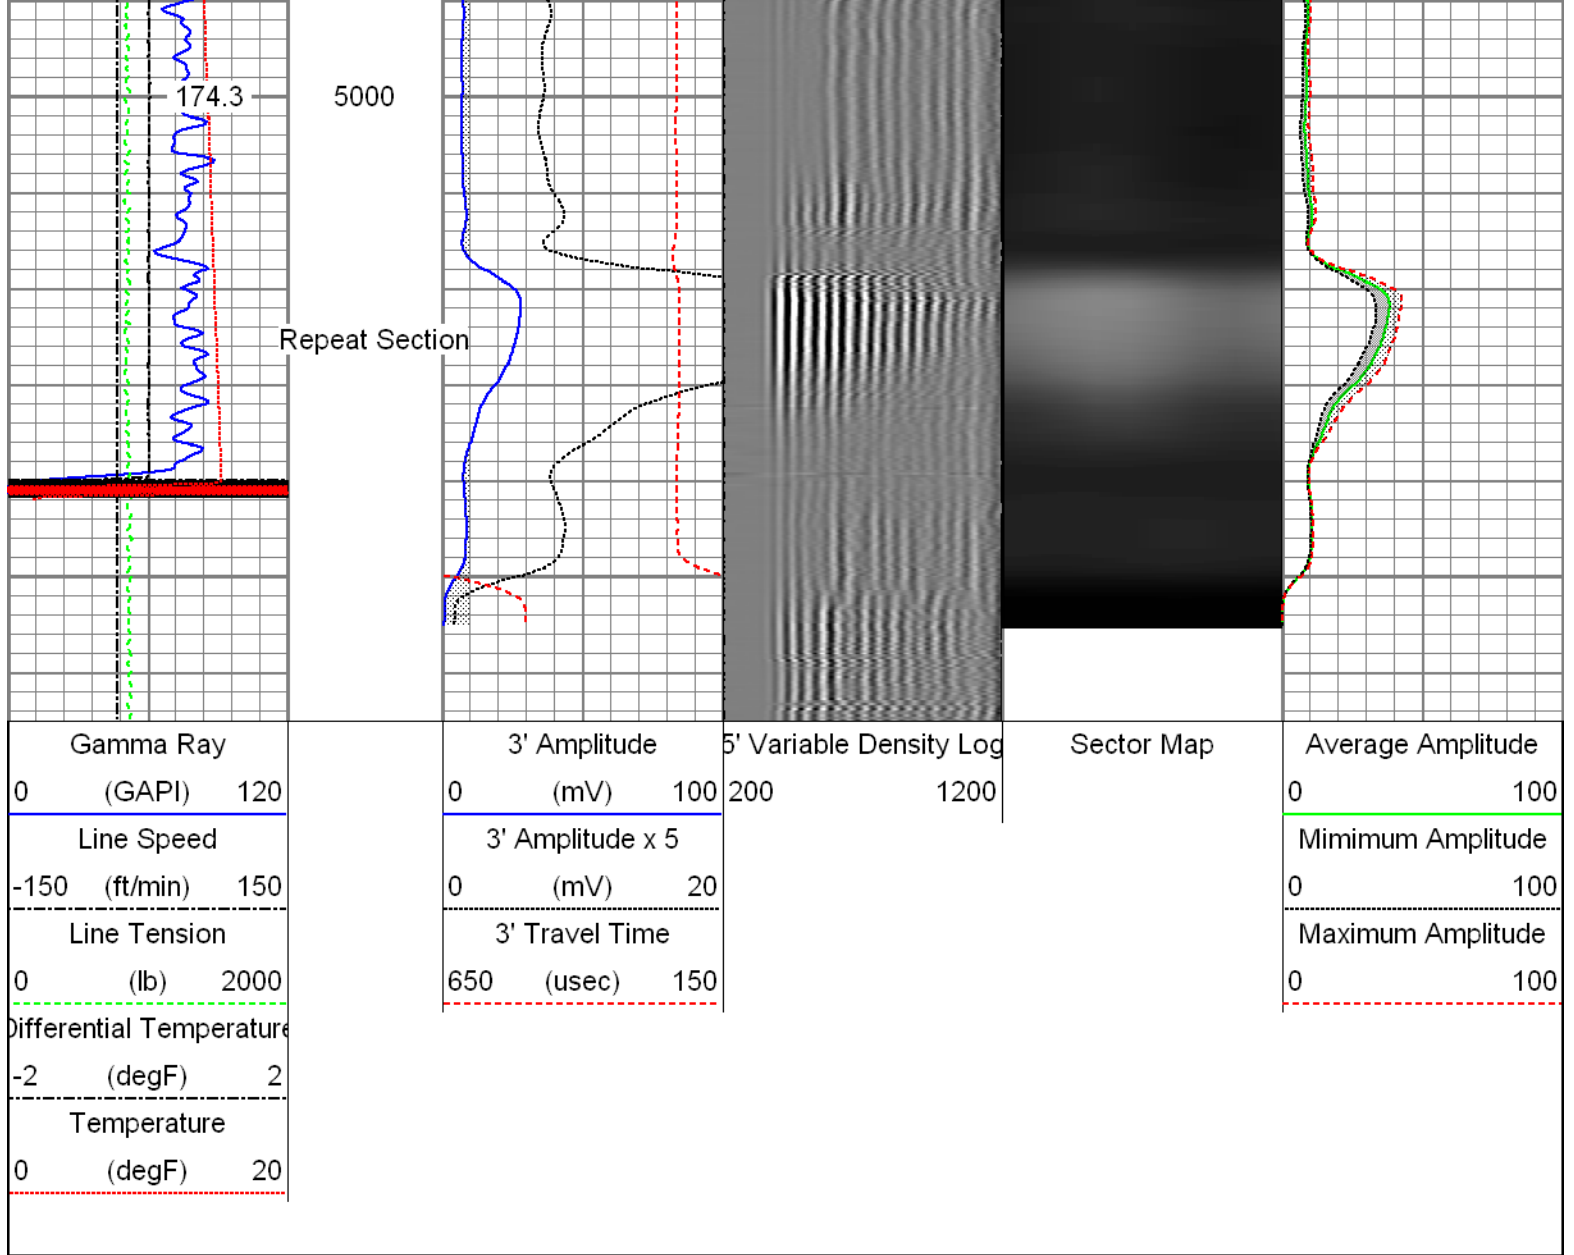 174.3
5000
Repeat Section
Gamma Ray
0 (GAPI) 120
Line Speed
-150 (ft/min) 150
Line Tension
0 (lb) 2000
Differential Temperature
-2 (degF) 2
Temperature
0 (degF) 20
3' Amplitude
0 (mV) 100
3' Amplitude x 5
0 (mV) 20
3' Travel Time
650 (usec) 150
5' Variable Density Log
200 1200
Sector Map
Average Amplitude
0 100
Mimimum Amplitude
0 100
Maximum Amplitude
0 100